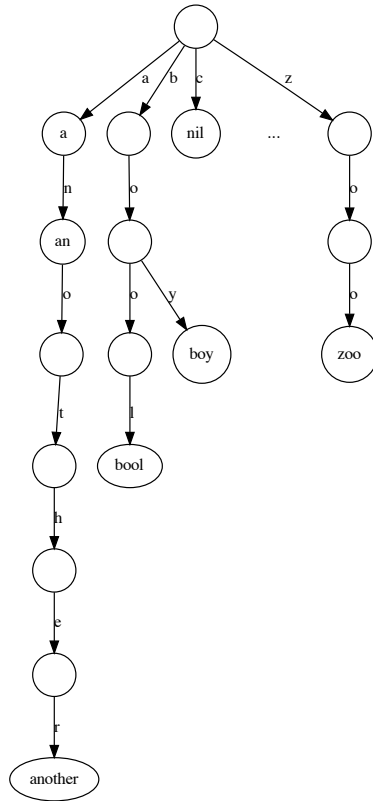 a b c z
a nil ...
n o o
an
o o y o
boy zoo
t l
bool
h
e
r
another